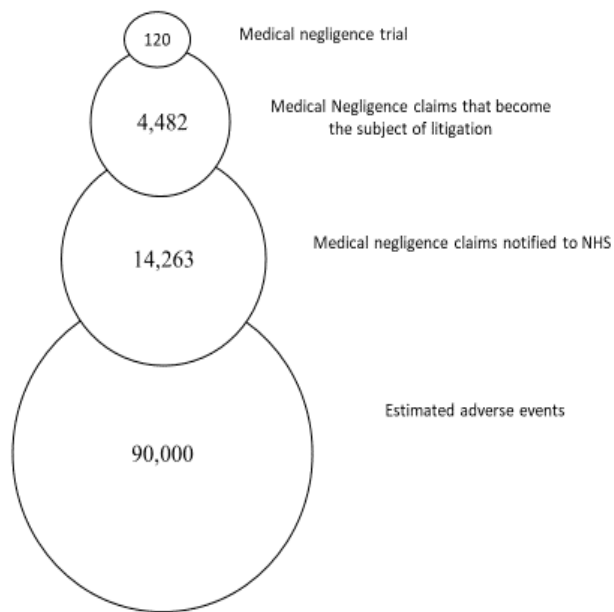 120
Medical negligence trial
4,482
Medical Negligence claims that become
the subject of litigation
14,263
Medical negligence claims notified to NHS
90,000
Estimated adverse events